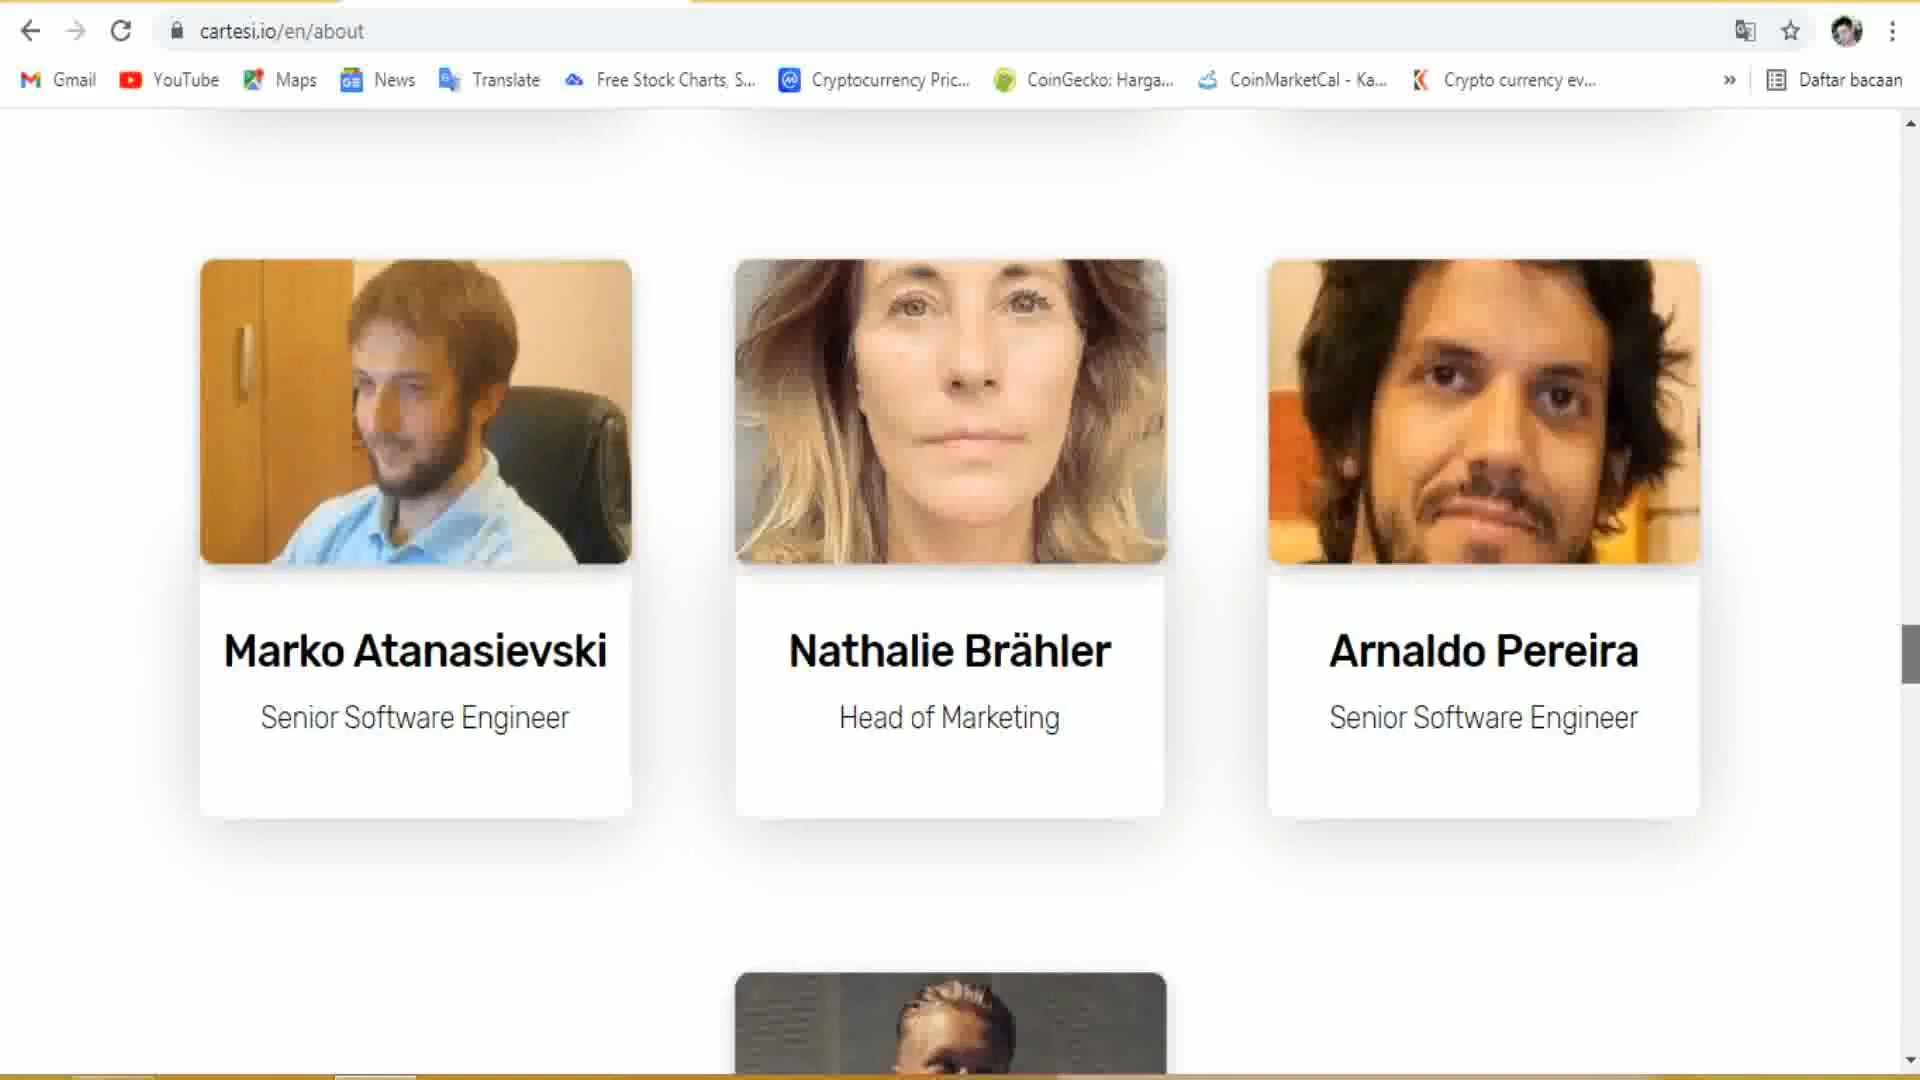 cartesi.io/en/about
Gmail YouTube Maps News Translate Free Stock Charts, S... Cryptocurrency Pric... CoinGecko: Harga... CoinMarketCal - Ka... Crypto currency ev... » Daftar bacaan
Marko Atanasievski Nathalie Brähler Arnaldo Pereira
Senior Software Engineer Head of Marketing Senior Software Engineer